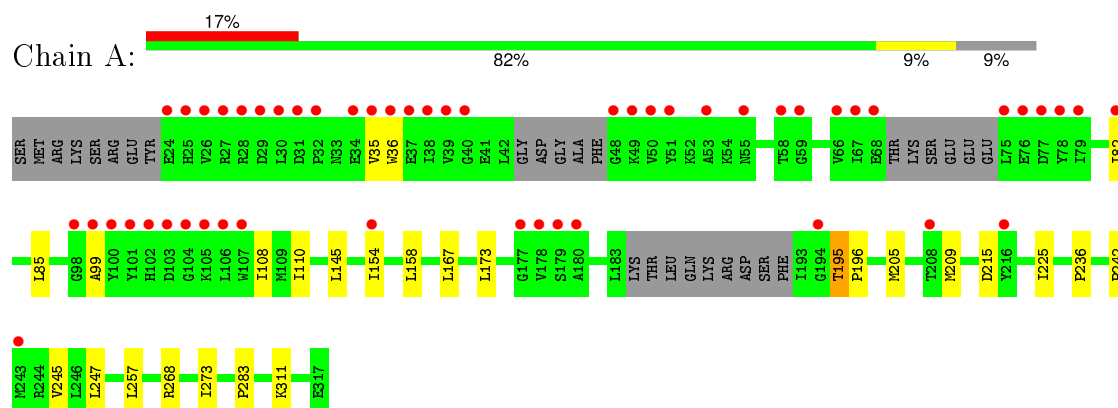 17%
Chain A:
82% 9% 9%
SER MET ARG LYS SER ARG GLU TYR E24 H25 V26 R27 R28 D29 I30 D31 P32 N33 E34 V35 W36 E37 I38 V39 G40 E41 L42 GLY ASP GLY ALA PHE G48 K49 V50 Y51 K52 A53 K54 N55 T58 G59 V66 I67 E68 THR LYS SER GLU GLU GLU L75 E76 D77 Y78 I79 I82
L85 G98 A99 Y100 Y101 H102 D103 G104 K105 L106 W107 I108 M109 I110 L145 I154 L158 L167 L173 G177 V178 S179 A180 L183 LYS THR LEU GLN LYS ARG ASP SER PHE I193 G194 T195 P196 M205 T208 M209 D215 Y216 I225 P236 P242
M243 R244 V245 L246 L247 L257 R268 I273 P283 K311 E317